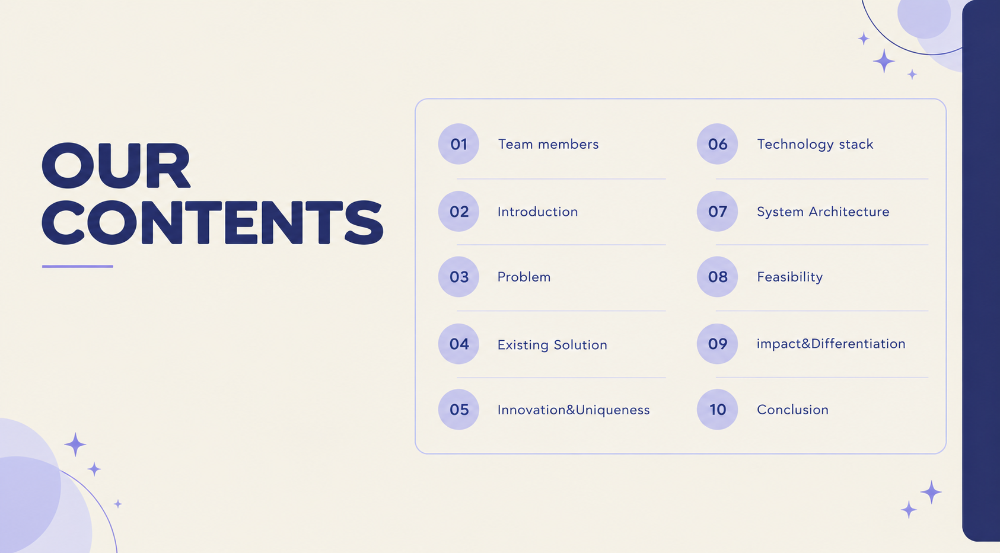 OUR
CONTENTS
01 Team members
02 Introduction
03 Problem
04 Existing Solution
05 Innovation&Uniqueness
06 Technology stack
07 System Architecture
08 Feasibility
09 impact&Differentiation
10 Conclusion